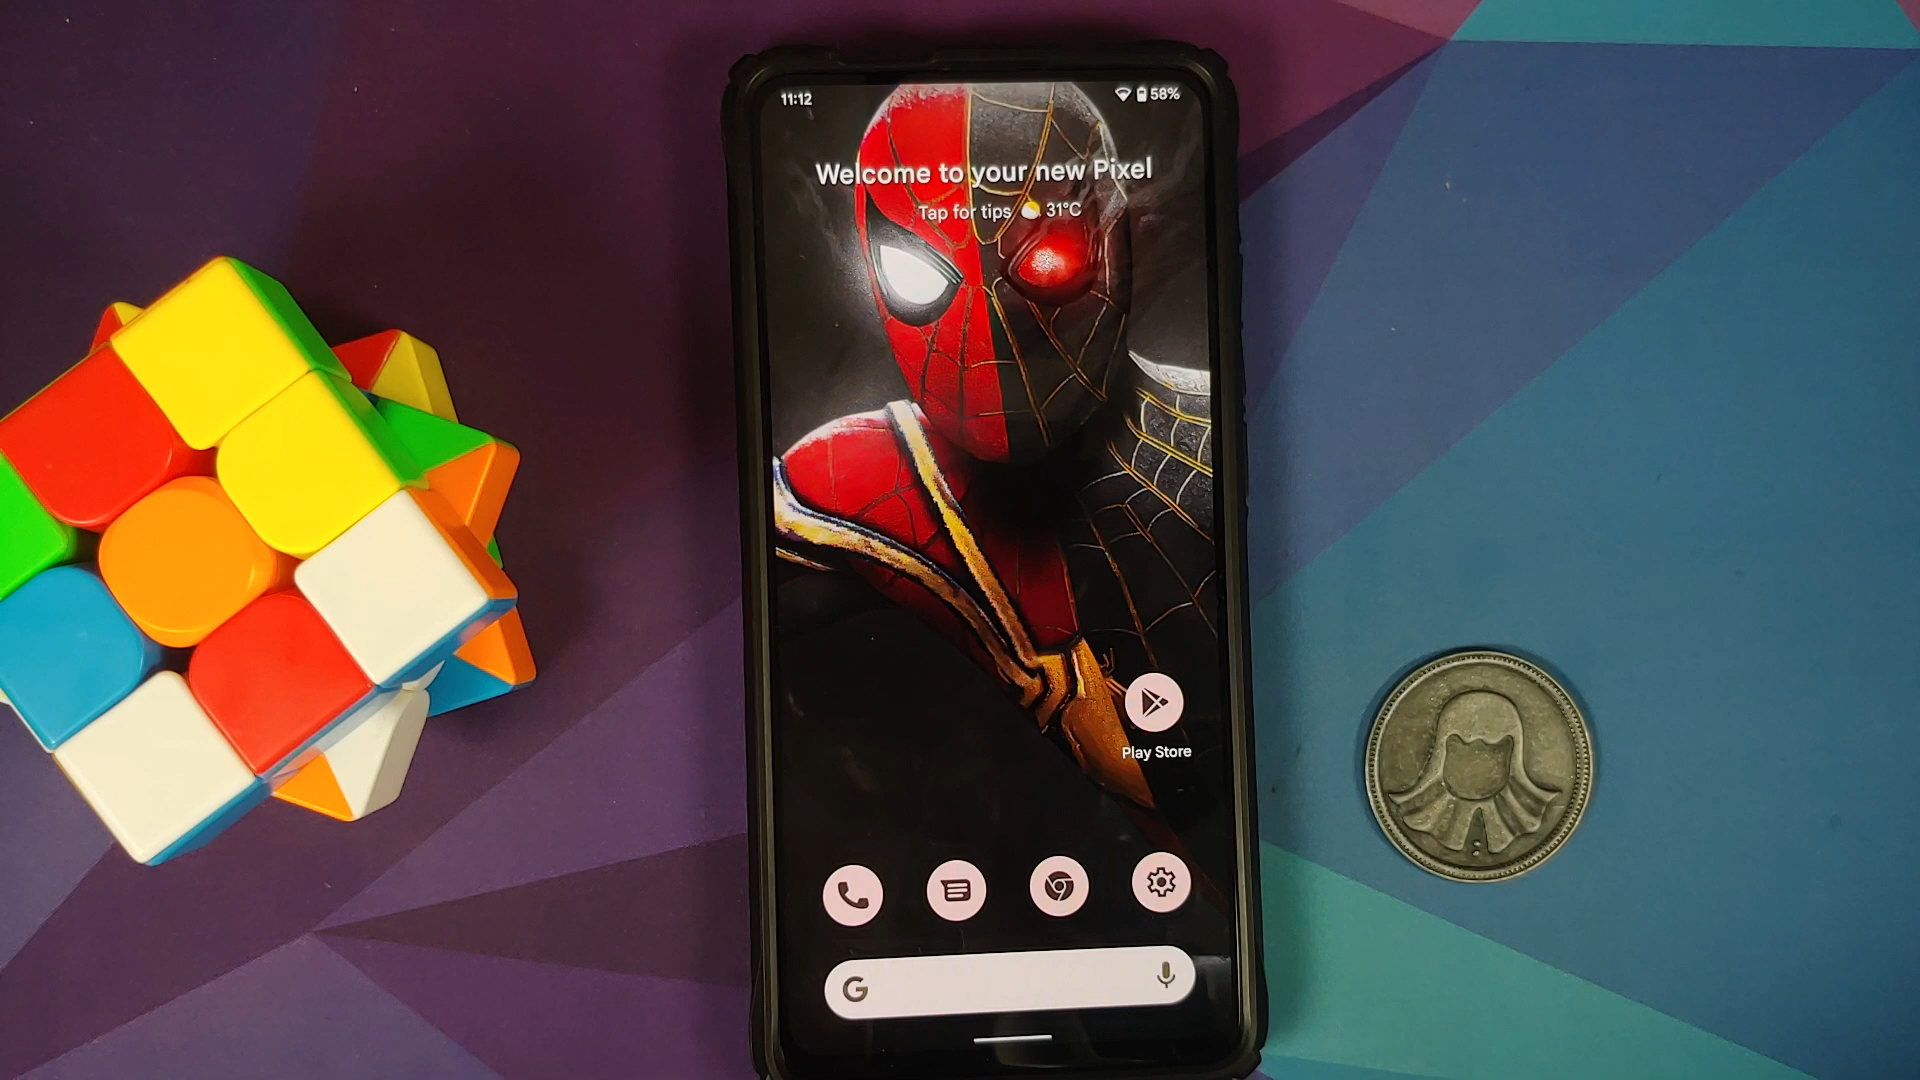 11:12
58%
Welcome to your new Pixel
Tap for tips 31°C
Play Store
G